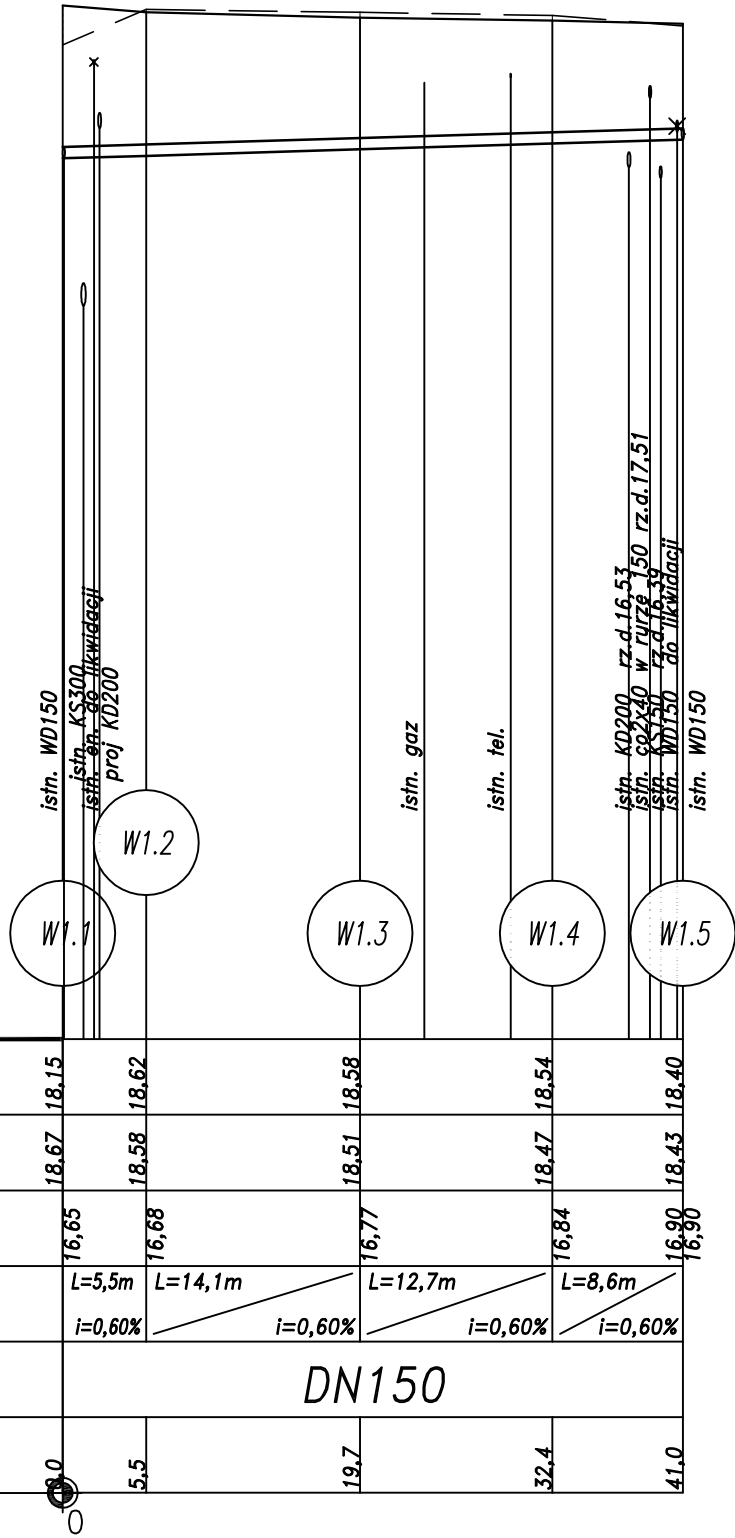 istn. WD150
istn. KS300
istn. en. do likwidacji
proj KD200
istn. gaz
istn. tel.
istn. KD200 rz.d.16,53
istn. co2x40 w rurze 150 rz.d.17,51
istn. KS150 rz.d.16,39
istn. WD150 do likwidacji
istn. WD150
W1.2
W1.1
W1.3
W1.4
W1.5
18,15 18,62 18,58 18,54 18,40
18,67 18,58 18,51 18,47 18,43
16,65 16,68 16,77 16,84 16,90 16,90
L=5,5m L=14,1m L=12,7m L=8,6m
i=0,60% i=0,60% i=0,60% i=0,60%
DN150
0,0 5,5 19,7 32,4 41,0
O